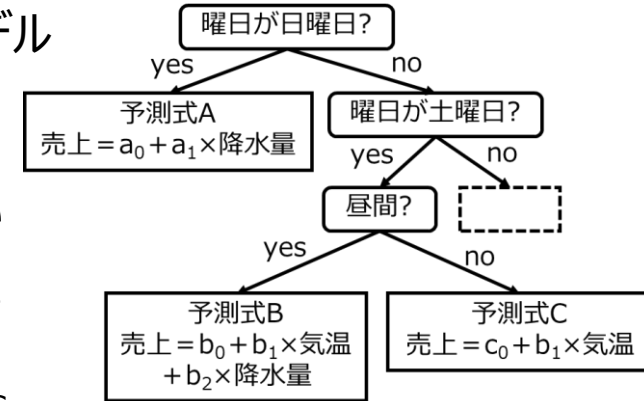 デル
曜日が日曜日?
yes
no
予測式A
売上=a₀+a₁×降水量
曜日が土曜日?
yes
no
昼間?
yes
no
予測式B
売上=b₀+b₁×気温
+b₂×降水量
予測式C
売上=c₀+b₁×気温